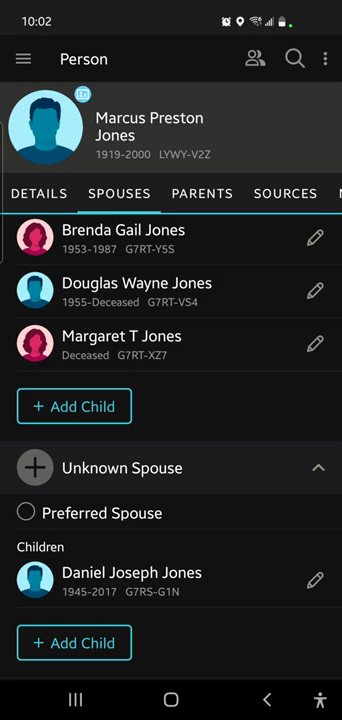 10:02
Person
Marcus Preston
Jones
1919-2000 LYWY-V2Z
DETAILS SPOUSES PARENTS SOURCES
Brenda Gail Jones
1953-1987 G7RT-Y5S
Douglas Wayne Jones
1955-Deceased G7RT-VS4
Margaret T Jones
Deceased G7RT-XZ7
+ Add Child
Unknown Spouse
Preferred Spouse
Children
Daniel Joseph Jones
1945-2017 G7RS-G1N
+ Add Child